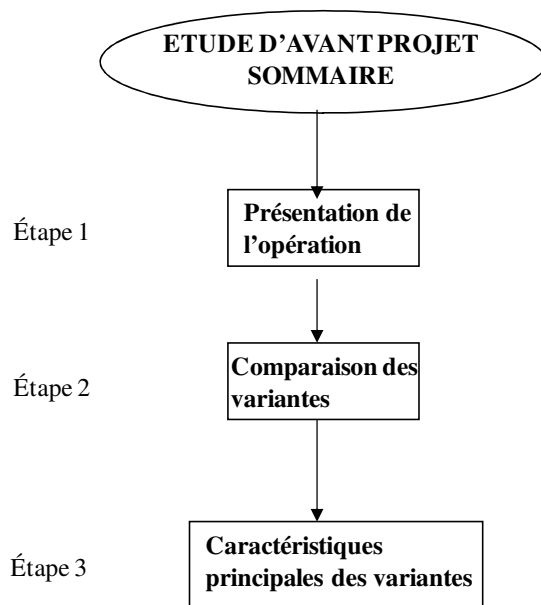 ETUDE D'AVANT PROJET
SOMMAIRE
Étape 1
Présentation de
l'opération
Étape 2
Comparaison des
variantes
Étape 3
Caractéristiques
principales des variantes